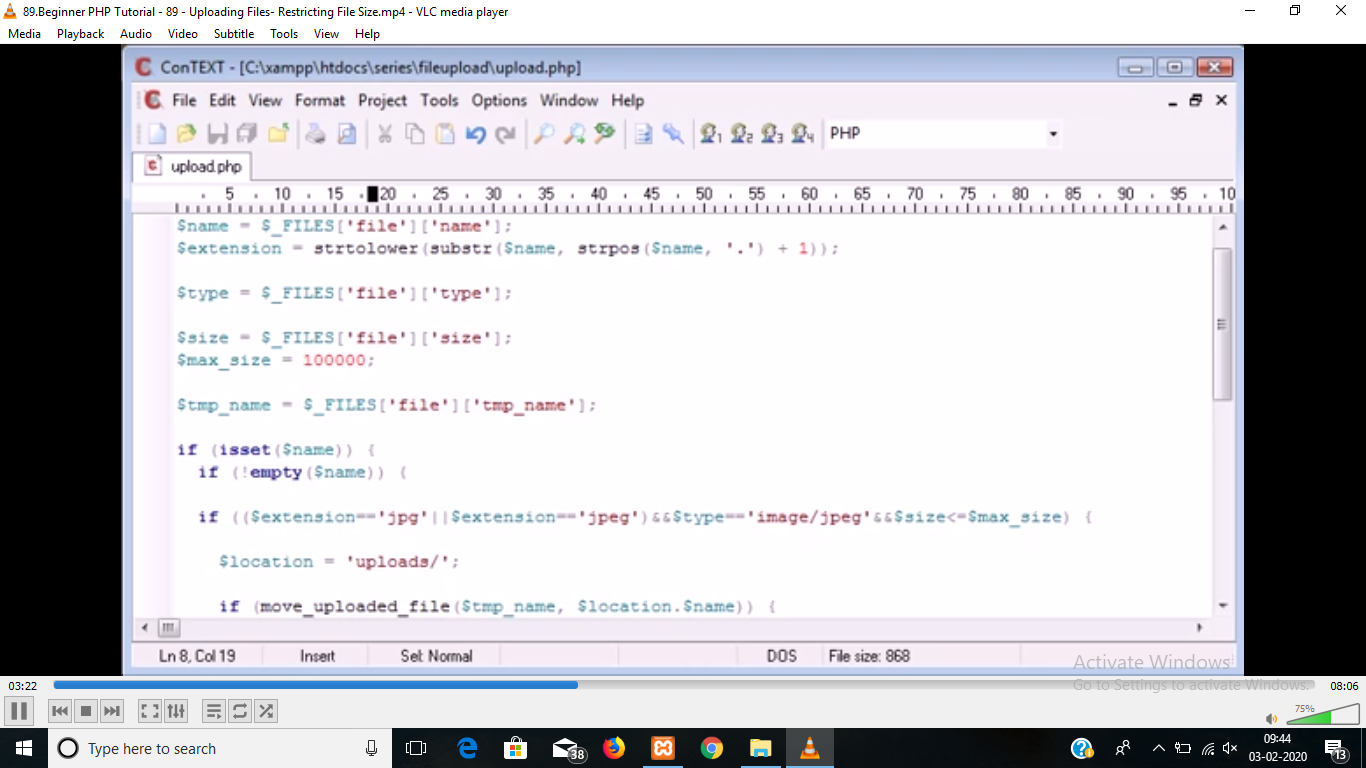 89.Beginner PHP Tutorial - 89 - Uploading Files- Restricting File Size.mp4 - VLC media player
Media Playback Audio Video Subtitle Tools View Help
ConTEXT - [C:\xampp\htdocs\series\fileupload\upload.php]
File Edit View Format Project Tools Options Window Help
1 2 3 4 PHP
upload.php
5 10 15 20 25 30 35 40 45 50 55 60 65 70 75 80 85 90 95 10
$name = $_FILES['file']['name'];
$extension = strtolower(substr($name, strpos($name, '.') + 1));
$type = $_FILES['file']['type'];
$size = $_FILES['file']['size'];
$max_size = 100000;
$tmp_name = $_FILES['file']['tmp_name'];
if (isset($name)) {
if (!empty($name)) {
if (($extension=='jpg'||$extension=='jpeg')&&$type=='image/jpeg'&&$size<=$max_size) {
$location = 'uploads/';
if (move_uploaded_file($tmp_name, $location.$name)) {
Ln 8, Col 19 Insert Sel: Normal DOS File size: 868
Activate Windows
Go to Settings to activate Windows.
03:22 08:06
75%
Type here to search
38
09:44
03-02-2020
13